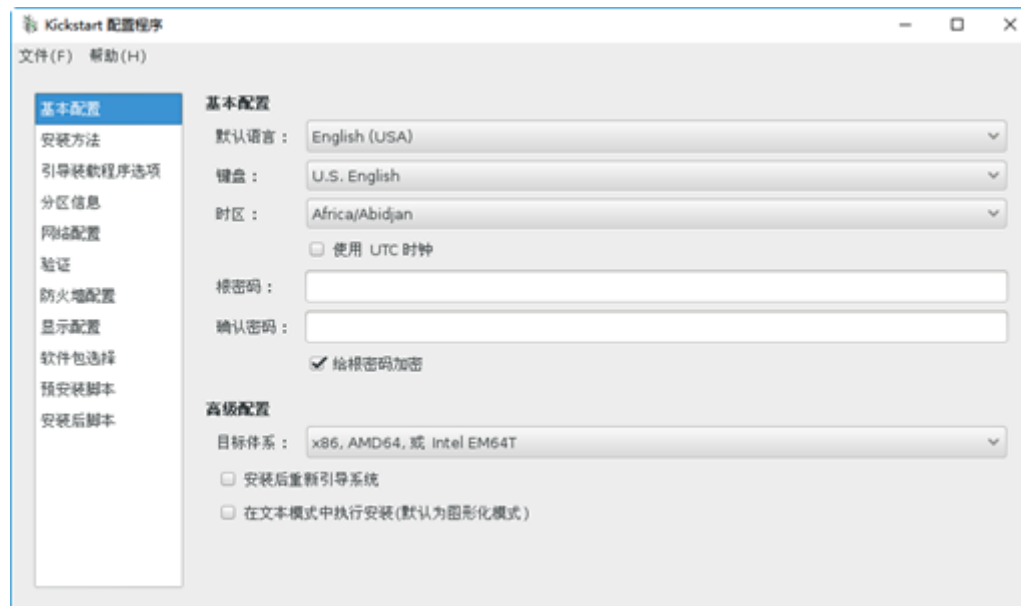 Kickstart 配置程序
文件(F) 帮助(H)
基本配置
安装方法
引导装载程序选项
分区信息
网络配置
验证
防火墙配置
显示配置
软件包选择
预安装脚本
安装后脚本
基本配置
默认语言： English (USA)
键盘： U.S. English
时区： Africa/Abidjan
使用 UTC 时钟
根密码：
确认密码：
给根密码加密
高级配置
目标体系： x86, AMD64, 或 Intel EM64T
安装后重新引导系统
在文本模式中执行安装(默认为图形化模式)